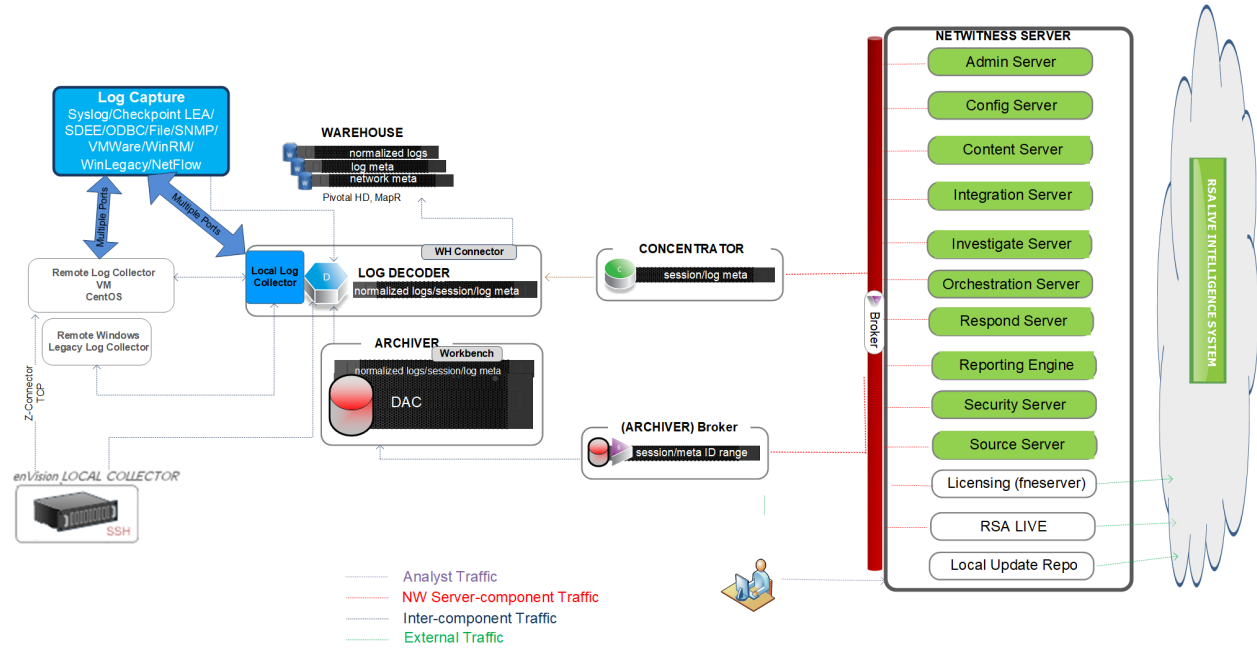 NETWITNESS SERVER
Admin Server
Config Server
Content Server
Integration Server
Investigate Server
Orchestration Server
Respond Server
Reporting Engine
Security Server
Source Server
Licensing (fneserver)
RSA LIVE
Local Update Repo
Broker
RSA LIVE INTELLIGENCE SYSTEM
Log Capture
Syslog/Checkpoint LEA/
SDEE/ODBC/File/SNMP/
VMWare/WinRM/
WinLegacy/NetFlow
WAREHOUSE
normalized logs
log meta
network meta
Pivotal HD, MapR
Multiple Ports
Multiple Ports
Remote Log Collector
VM
CentOS
Remote Windows
Legacy Log Collector
WH Connector
Local Log
Collector
D
LOG DECODER
normalized logs/session/log meta
CONCENTRATOR
C
session/log meta
ARCHIVER
Workbench
normalized logs/session/log meta
DAC
(ARCHIVER) Broker
session/meta ID range
Z-Connector
TCP
enVision LOCAL COLLECTOR
SSH
Analyst Traffic
NW Server-component Traffic
Inter-component Traffic
External Traffic